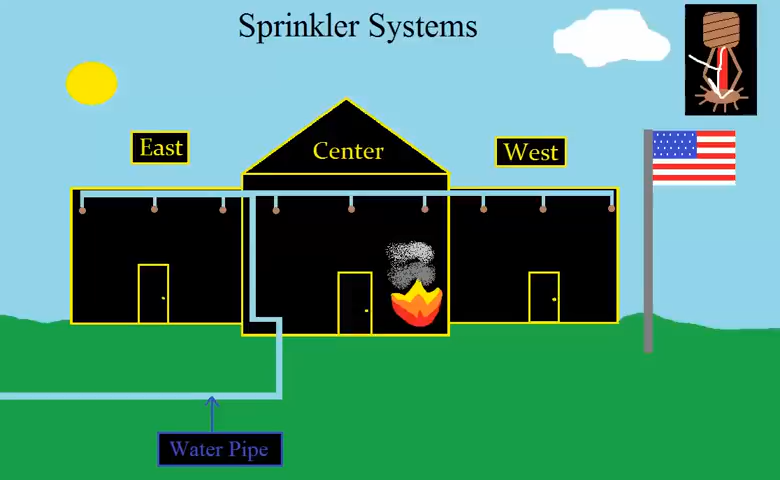 Sprinkler Systems
East
Center
West
Water Pipe